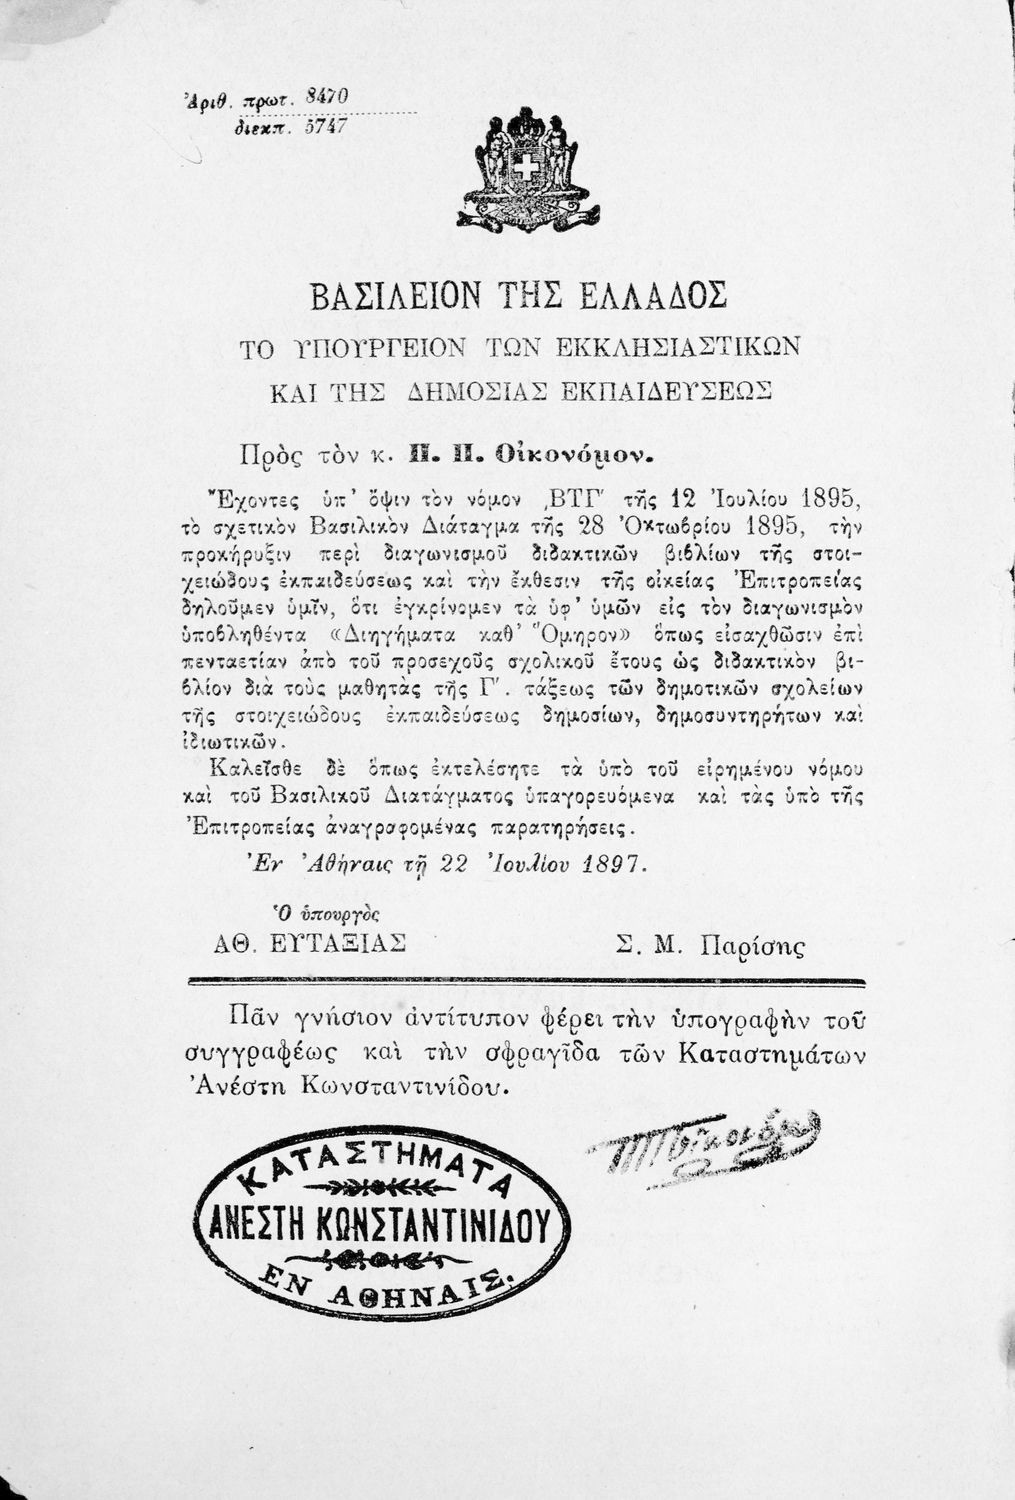 Ἀριθ. πρωτ. 8470
διεκπ. 5747
ΒΑΣΙΛΕΙΟΝ ΤΗΣ ΕΛΛΑΔΟΣ
ΤΟ ΥΠΟΥΡΓΕΙΟΝ ΤΩΝ ΕΚΚΛΗΣΙΑΣΤΙΚΩΝ
ΚΑΙ ΤΗΣ ΔΗΜΟΣΙΑΣ ΕΚΠΑΙΔΕΥΣΕΩΣ
Πρὸς τὸν κ. Π. Π. Οἰκονόμον.
Ἔχοντες ὑπ’ ὄψιν τὸν νόμον ͵ΒΤΓ′ τῆς 12 Ἰουλίου 1895,
τὸ σχετικὸν Βασιλικὸν Διάταγμα τῆς 28 Ὀκτωβρίου 1895, τὴν
προκήρυξιν περὶ διαγωνισμοῦ διδακτικῶν βιβλίων τῆς στοι-
χειώδους ἐκπαιδεύσεως καὶ τὴν ἔκθεσιν τῆς οἰκείας Ἐπιτροπείας
δηλοῦμεν ὑμῖν, ὅτι ἐγκρίνομεν τὰ ὑφ’ ὑμῶν εἰς τὸν διαγωνισμὸν
ὑποβληθέντα «Διηγήματα καθ’ Ὅμηρον» ὅπως εἰσαχθῶσιν ἐπὶ
πενταετίαν ἀπὸ τοῦ προσεχοῦς σχολικοῦ ἔτους ὡς διδακτικὸν βι-
βλίον διὰ τοὺς μαθητὰς τῆς Γ′. τάξεως τῶν δημοτικῶν σχολείων
τῆς στοιχειώδους ἐκπαιδεύσεως δημοσίων, δημοσυντηρήτων καὶ
ἰδιωτικῶν.
Καλεῖσθε δὲ ὅπως ἐκτελέσητε τὰ ὑπὸ τοῦ εἰρημένου νόμου
καὶ τοῦ Βασιλικοῦ Διατάγματος ὑπαγορευόμενα καὶ τὰς ὑπὸ τῆς
Ἐπιτροπείας ἀναγραφομένας παρατηρήσεις.
Ἐν Ἀθήναις τῇ 22 Ἰουλίου 1897.
Ὁ ὑπουργὸς
ΑΘ. ΕΥΤΑΞΙΑΣ Σ. Μ. Παρίσης
Πᾶν γνήσιον ἀντίτυπον φέρει τὴν ὑπογραφὴν τοῦ
συγγραφέως καὶ τὴν σφραγῖδα τῶν Καταστημάτων
Ἀνέστη Κωνσταντινίδου.
ΚΑΤΑΣΤΗΜΑΤΑ
ΑΝΕΣΤΗ ΚΩΝΣΤΑΝΤΙΝΙΔΟΥ
ΕΝ ΑΘΗΝΑΙΣ.